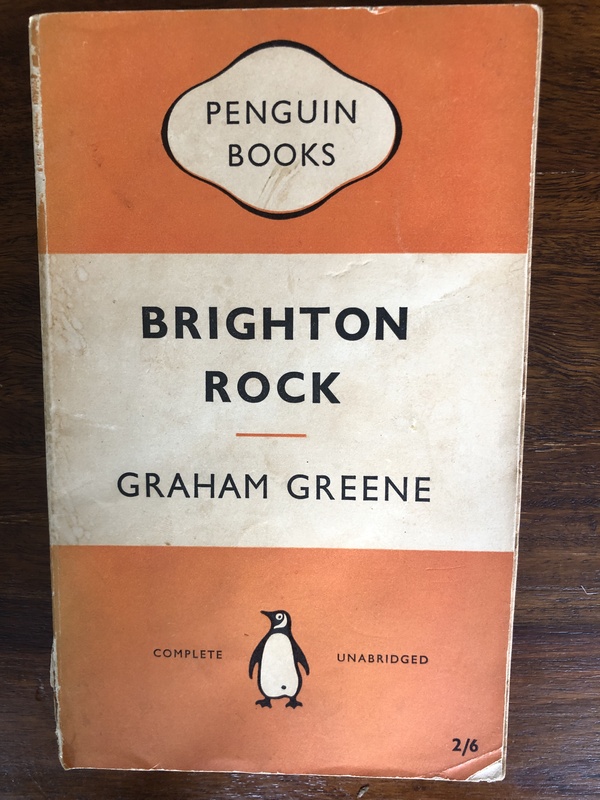 PENGUIN
BOOKS
BRIGHTON
ROCK
GRAHAM GREENE
COMPLETE UNABRIDGED
2/6